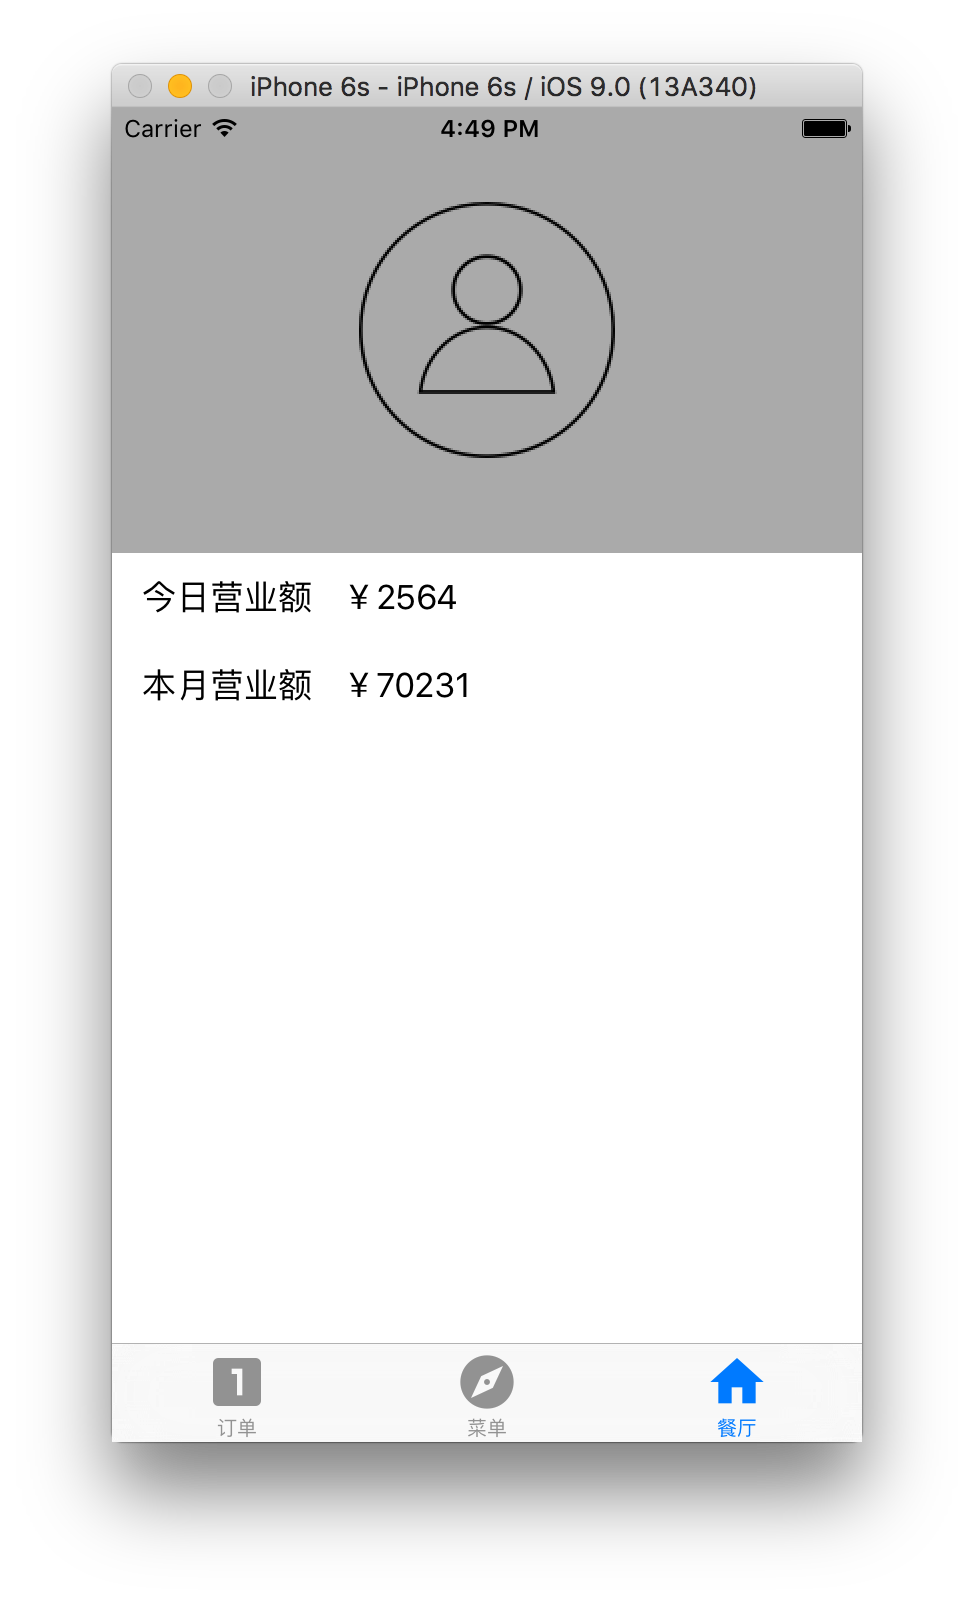 iPhone 6s - iPhone 6s / iOS 9.0 (13A340)
Carrier 4:49 PM
今日营业额 ￥2564
本月营业额 ￥70231
1
订单 菜单 餐厅